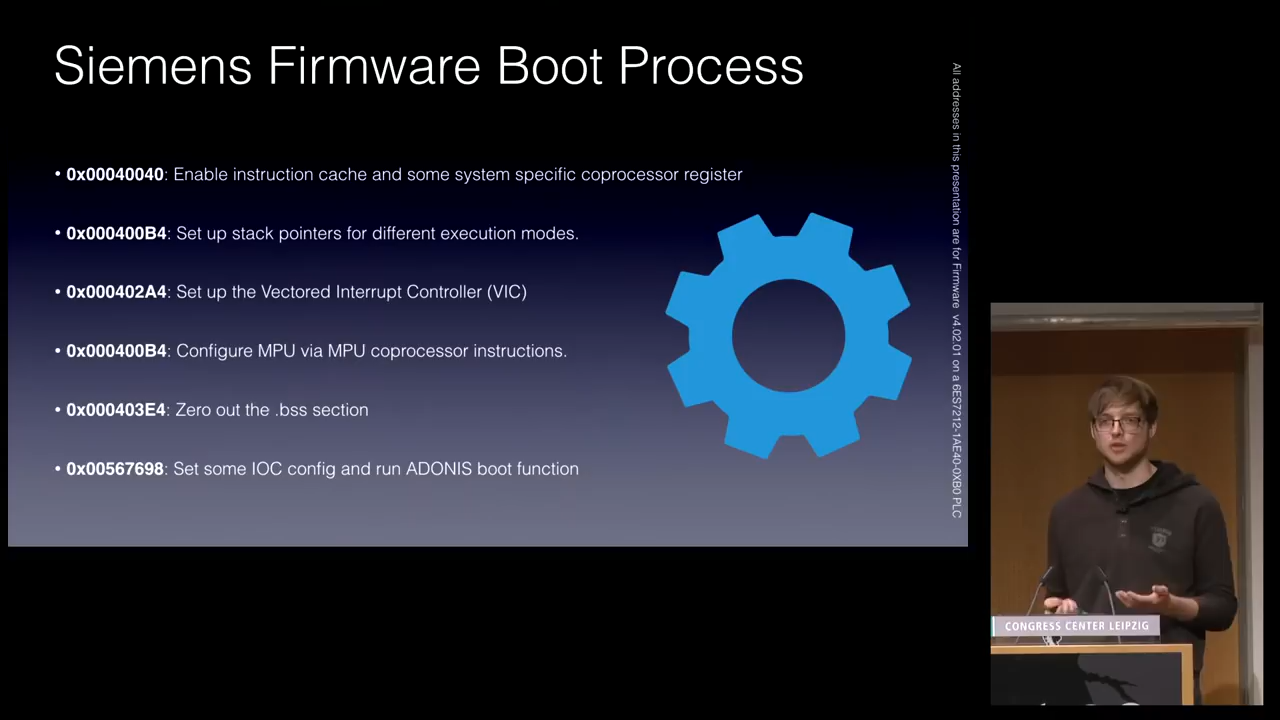 Siemens Firmware Boot Process
• 0x00040040: Enable instruction cache and some system specific coprocessor register
• 0x000400B4: Set up stack pointers for different execution modes.
• 0x000402A4: Set up the Vectored Interrupt Controller (VIC)
• 0x000400B4: Configure MPU via MPU coprocessor instructions.
• 0x000403E4: Zero out the .bss section
• 0x00567698: Set some IOC config and run ADONIS boot function
All addresses in this presentation are for Firmware v4.02.01 on a 6ES7212-1AE40-0XB0 PLC
CONGRESS CENTER LEIPZIG